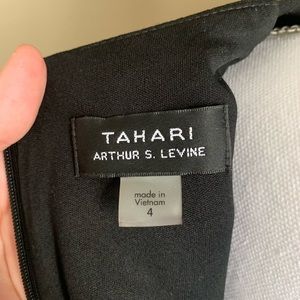 TAHARI
ARTHUR S. LEVINE
made in
Vietnam
4